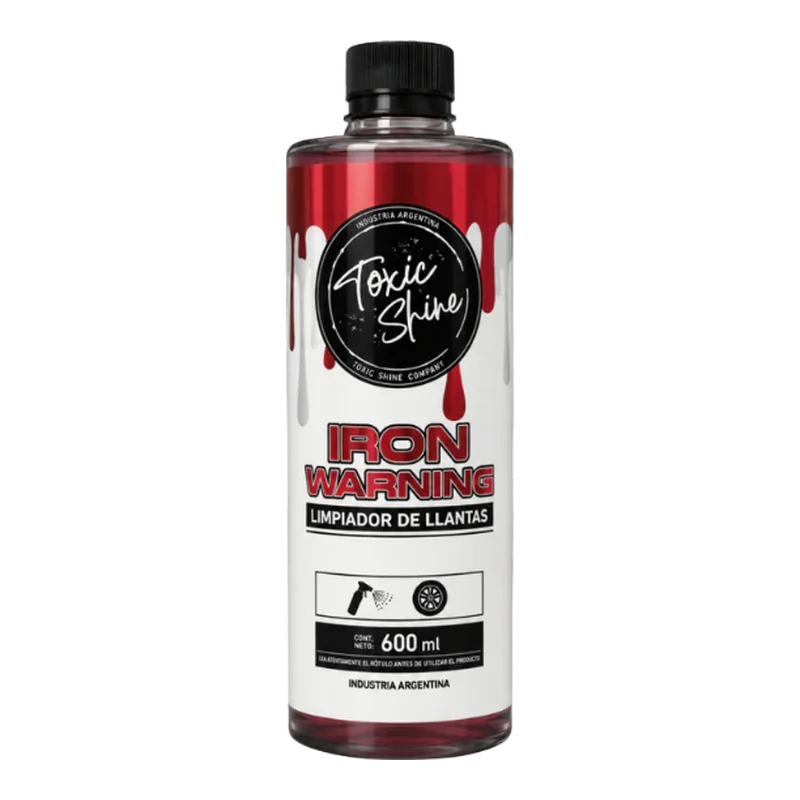 INDUSTRIA ARGENTINA
Toxic
Shine
TOXIC SHINE COMPANY
IRON
WARNING
LIMPIADOR DE LLANTAS
CONT.
NETO: 600 ml
LEA ATENTAMENTE EL RÓTULO ANTES DE UTILIZAR EL PRODUCTO
INDUSTRIA ARGENTINA